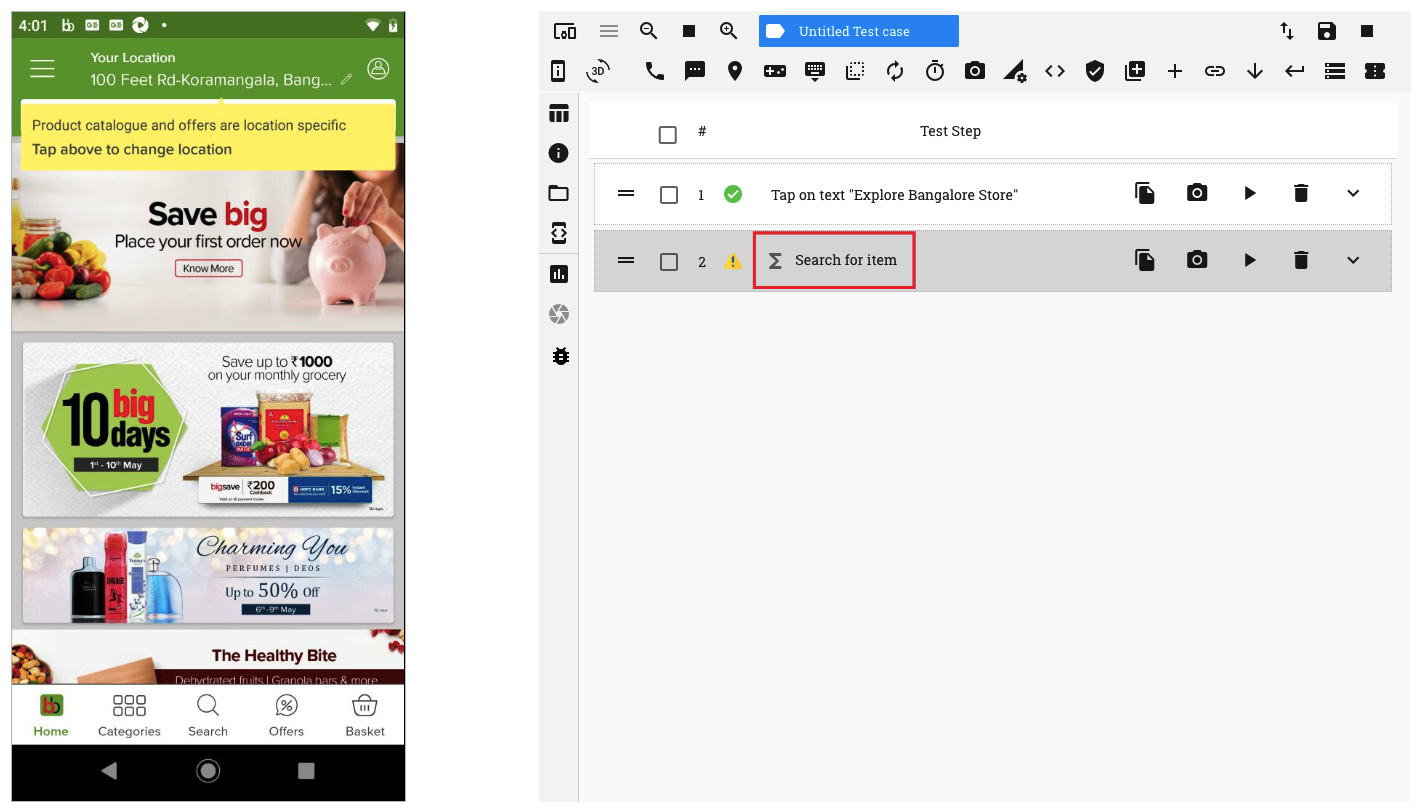 4:01
Your Location
100 Feet Rd-Koramangala, Bang...
Product catalogue and offers are location specific
Tap above to change location
Save big
Place your first order now
Know More
Save up to ₹1000
on your monthly grocery
10 big days
Surf
1st - 10th May
bigsave ₹200 Cashback HDFC BANK 15% Instant Discount
Charming You
PERFUMES | DEOS
ENGAGE
Up to 50% Off
6th-9th May
The Healthy Bite
Dehydrated fruits | Granola bars & more
Home
Categories
Search
Offers
Basket
Untitled Test case
3D
#
Test Step
1
Tap on text "Explore Bangalore Store"
2
Σ Search for item